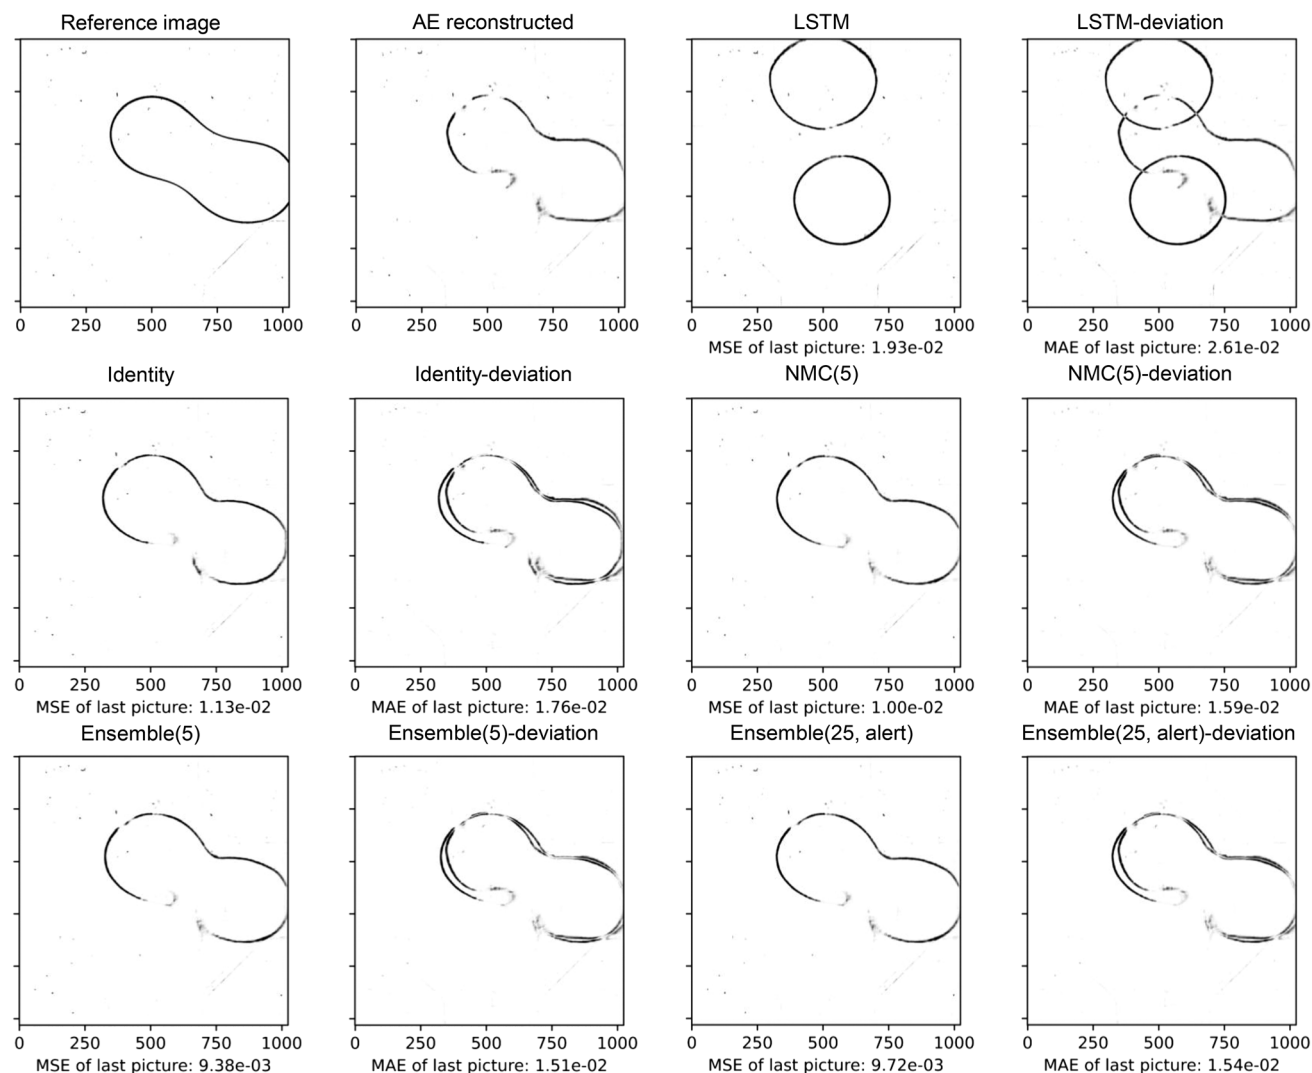 Reference image AE reconstructed LSTM LSTM-deviation
0 250 500 750 1000 0 250 500 750 1000 0 250 500 750 1000 0 250 500 750 1000
MSE of last picture: 1.93e-02 MAE of last picture: 2.61e-02
Identity Identity-deviation NMC(5) NMC(5)-deviation
0 250 500 750 1000 0 250 500 750 1000 0 250 500 750 1000 0 250 500 750 1000
MSE of last picture: 1.13e-02 MAE of last picture: 1.76e-02 MSE of last picture: 1.00e-02 MAE of last picture: 1.59e-02
Ensemble(5) Ensemble(5)-deviation Ensemble(25, alert) Ensemble(25, alert)-deviation
0 250 500 750 1000 0 250 500 750 1000 0 250 500 750 1000 0 250 500 750 1000
MSE of last picture: 9.38e-03 MAE of last picture: 1.51e-02 MSE of last picture: 9.72e-03 MAE of last picture: 1.54e-02